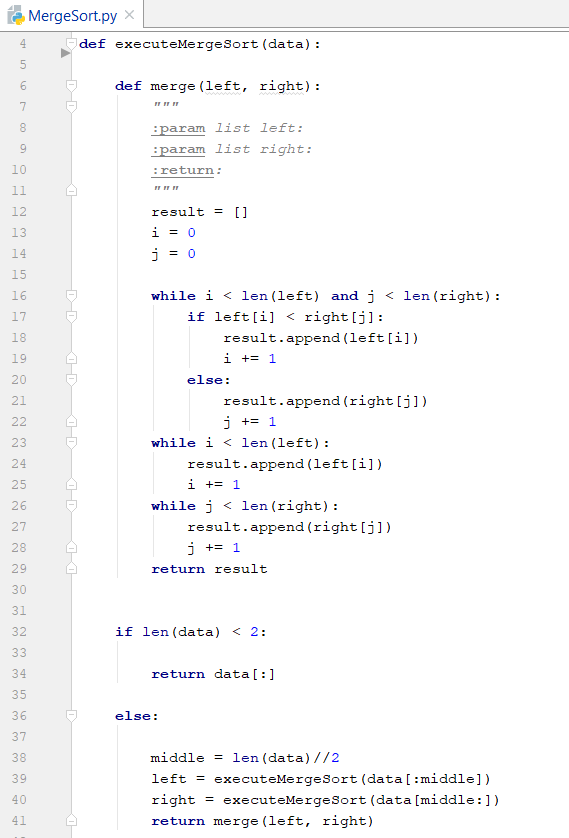 MergeSort.py ×
4 def executeMergeSort(data):
5
6     def merge(left, right):
7         """
8         :param list left:
9         :param list right:
10         :return:
11         """
12         result = []
13         i = 0
14         j = 0
15
16         while i < len(left) and j < len(right):
17             if left[i] < right[j]:
18                 result.append(left[i])
19                 i += 1
20             else:
21                 result.append(right[j])
22                 j += 1
23         while i < len(left):
24             result.append(left[i])
25             i += 1
26         while j < len(right):
27             result.append(right[j])
28             j += 1
29         return result
30
31
32     if len(data) < 2:
33
34         return data[:]
35
36     else:
37
38         middle = len(data)//2
39         left = executeMergeSort(data[:middle])
40         right = executeMergeSort(data[middle:])
41         return merge(left, right)